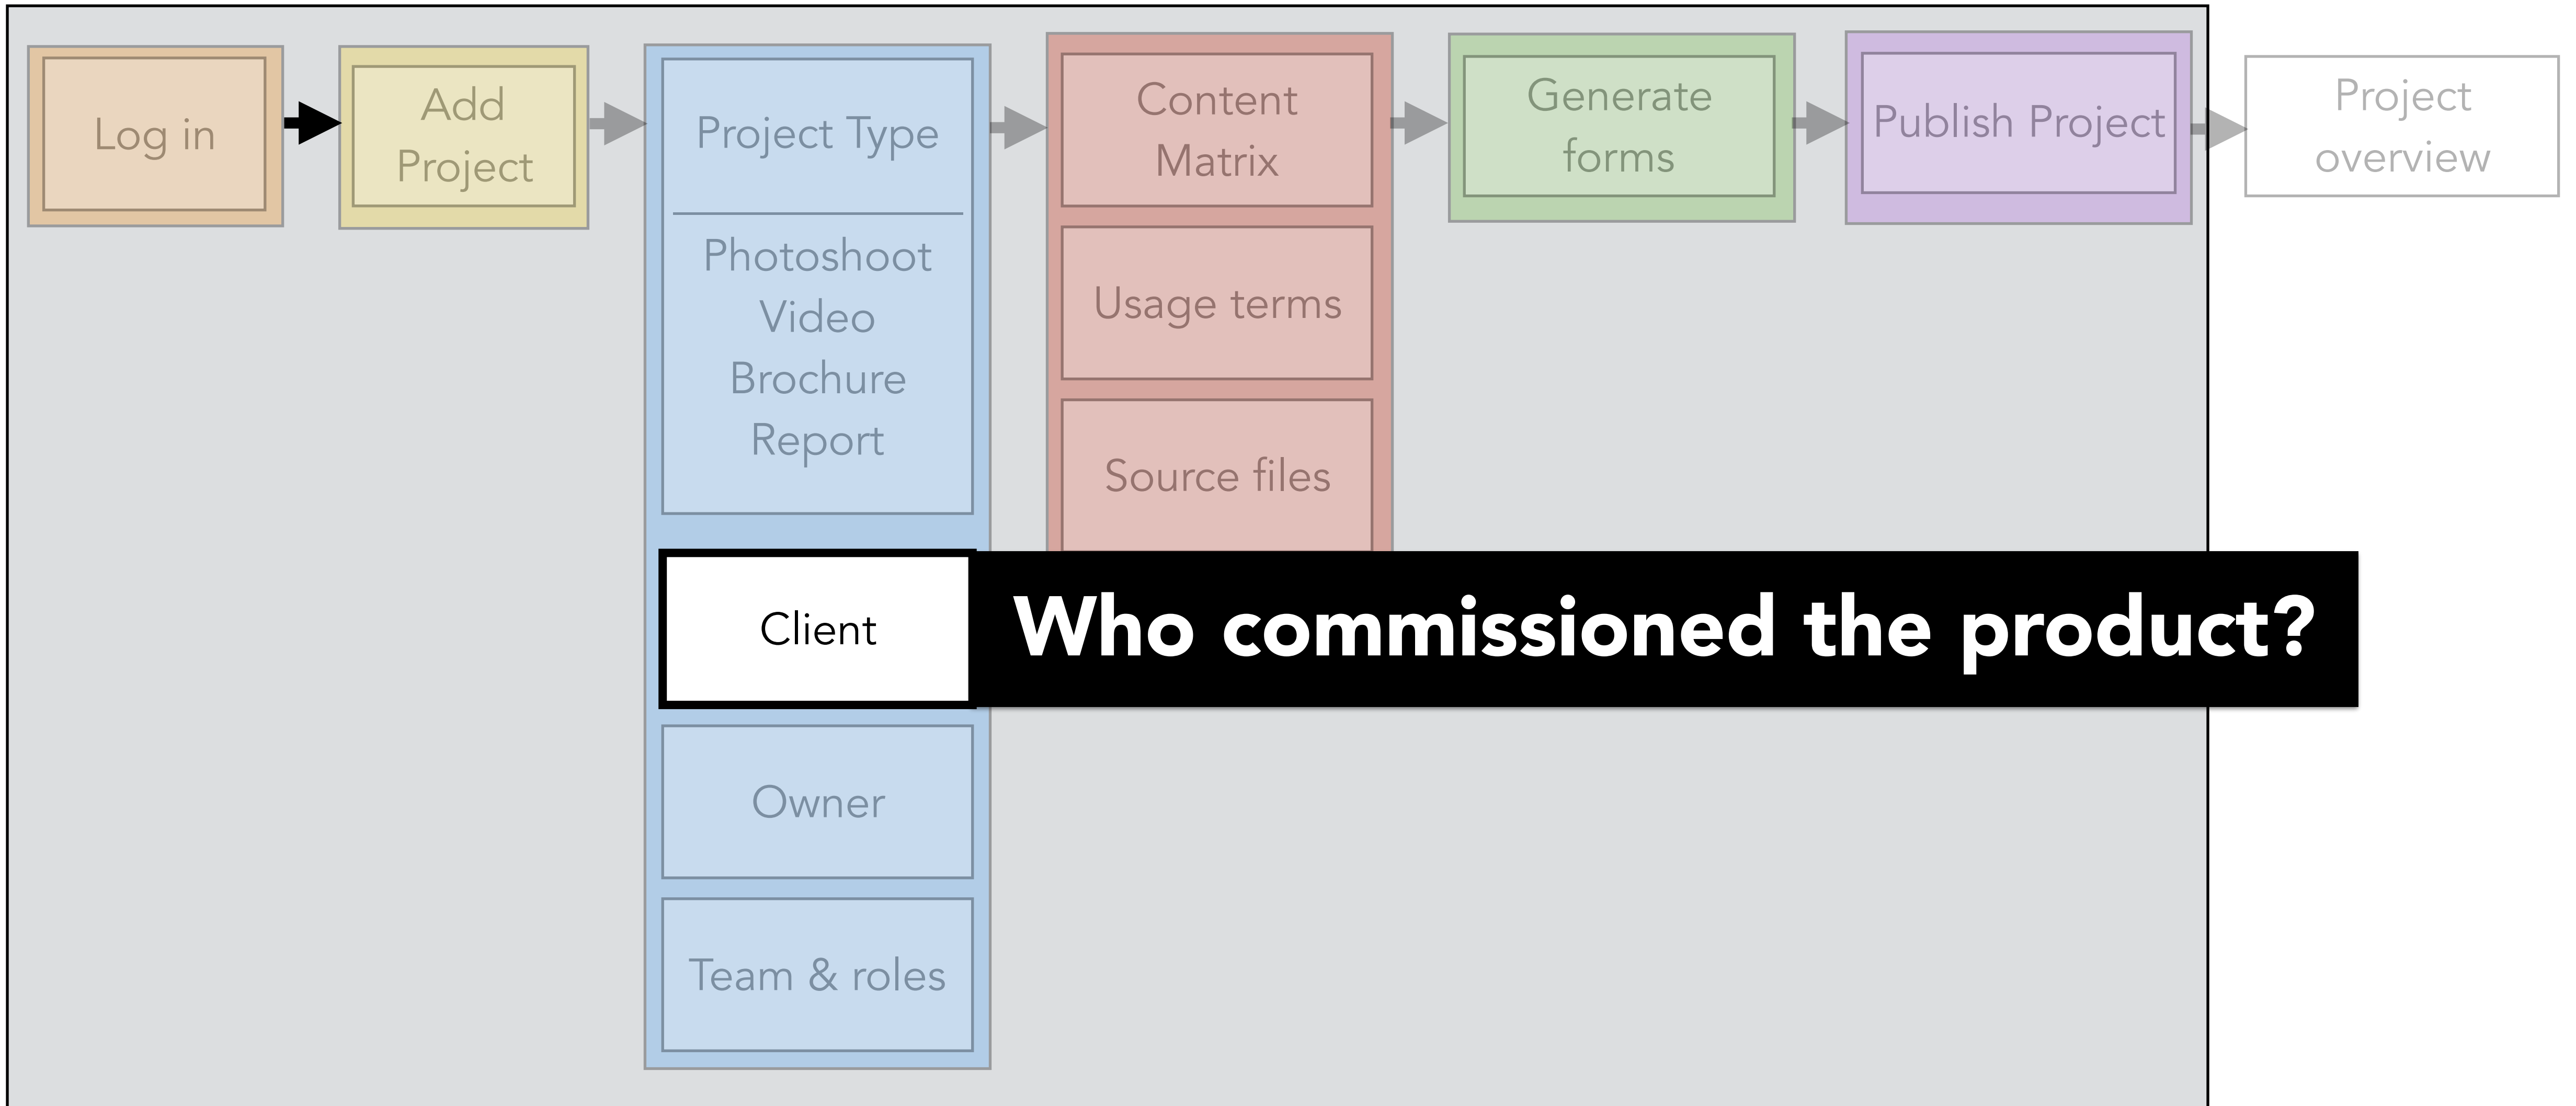 Log in
Add
Project
Project Type
Photoshoot
Video
Brochure
Report
Client
Who commissioned the product?
Owner
Team & roles
Content
Matrix
Usage terms
Source files
Generate
forms
Publish Project
Project
overview